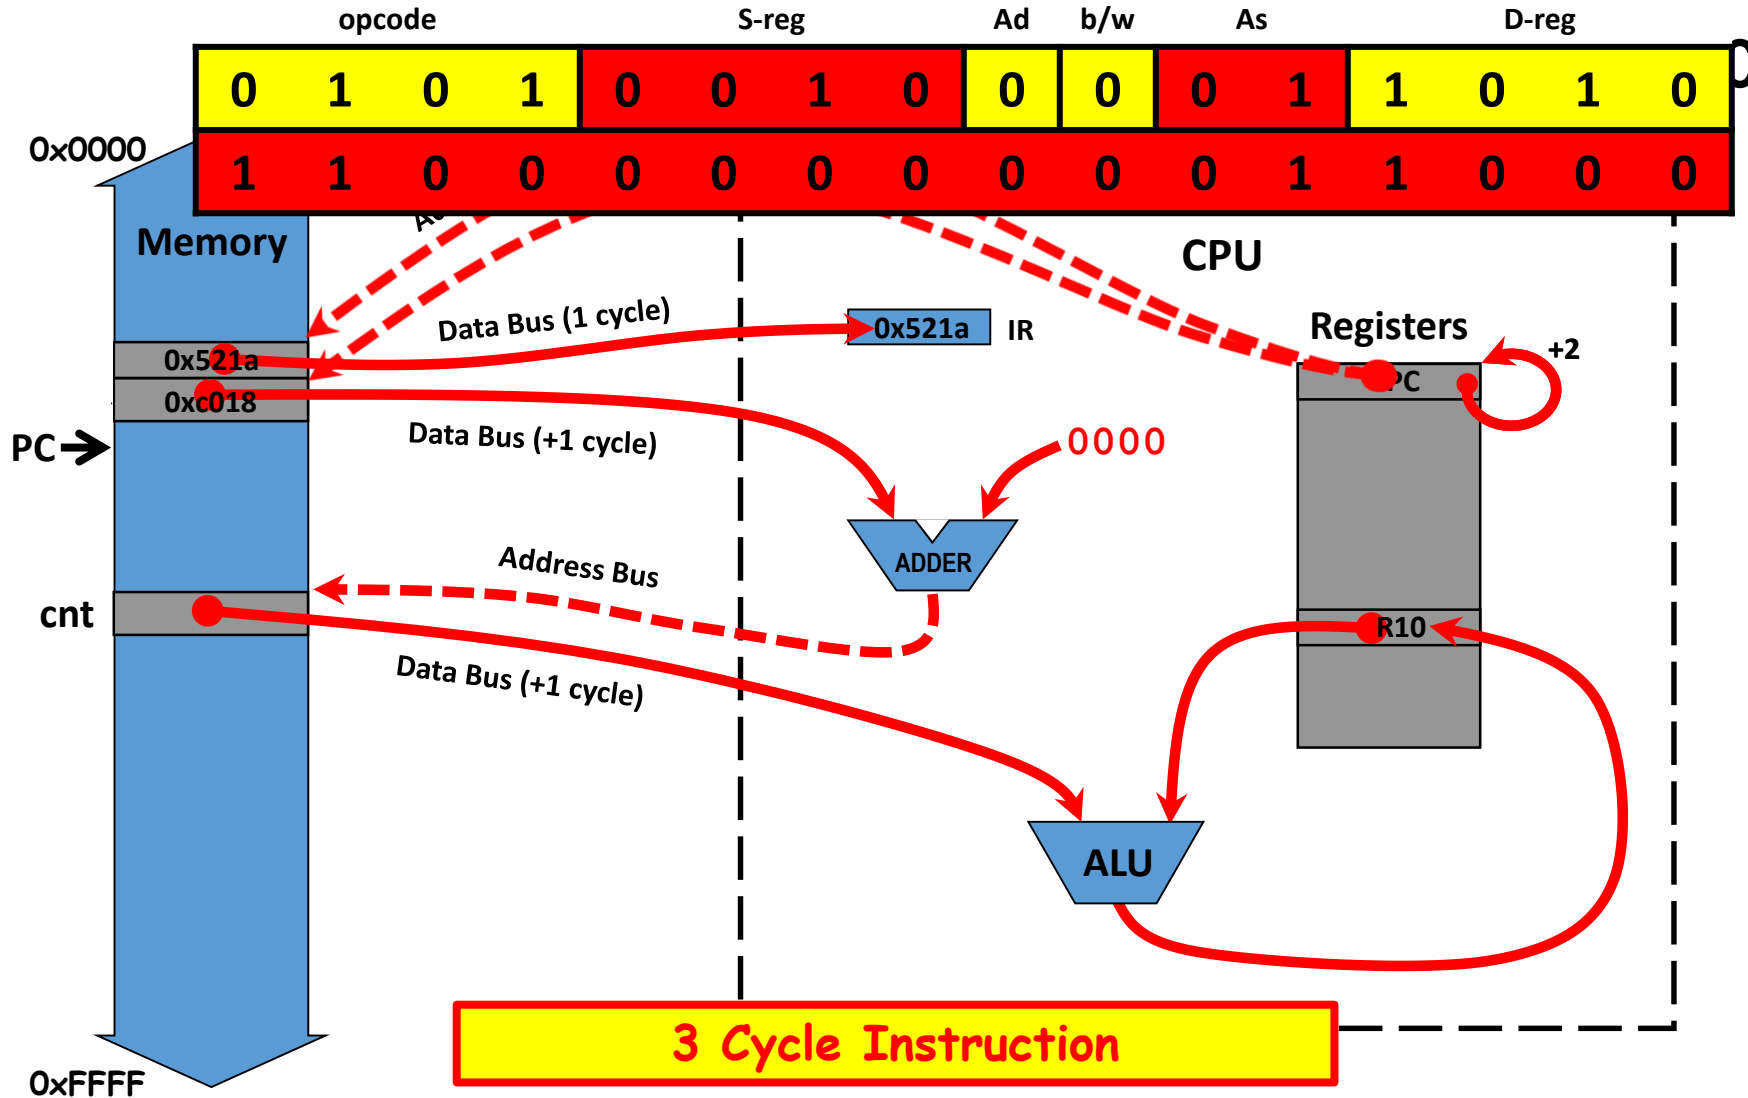 opcode S-reg Ad b/w As D-reg
0 1 0 1 0 0 1 0 0 0 0 1 1 0 1 0
1 1 0 0 0 0 0 0 0 0 0 1 1 0 0 0
0x0000
Memory
CPU
Data Bus (1 cycle)
0x521a
IR
Registers
+2
0x521a
PC
0xc018
Data Bus (+1 cycle)
0000
PC
ADDER
Address Bus
cnt
R10
Data Bus (+1 cycle)
ALU
3 Cycle Instruction
0xFFFF